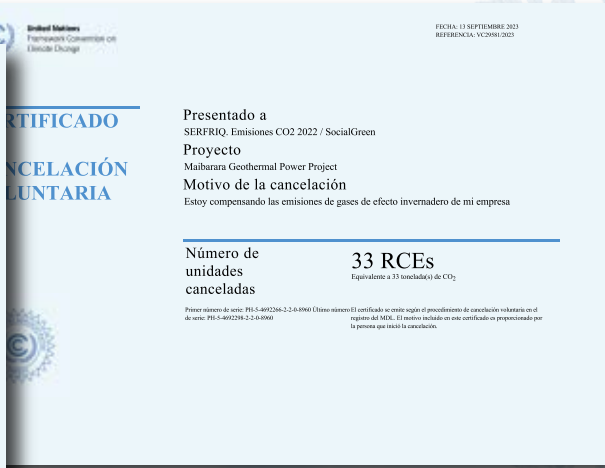 United Nations
Framework Convention on
Climate Change
FECHA: 13 SEPTIEMBRE 2023
REFERENCIA: VC29581/2023
RTIFICADO
NCELACIÓN
LUNTARIA
Presentado a
SERFRIQ. Emisiones CO2 2022 / SocialGreen
Proyecto
Maibarara Geothermal Power Project
Motivo de la cancelación
Estoy compensando las emisiones de gases de efecto invernadero de mi empresa
Número de
unidades
canceladas
33 RCEs
Equivalente a 33 tonelada(s) de CO2
Primer número de serie: PH-5-4692266-2-2-0-8960 Último número
de serie: PH-5-4692298-2-2-0-8960
El certificado se emite según el procedimiento de cancelación voluntaria en el
registro del MDL. El motivo incluido en este certificado es proporcionado por
la persona que inició la cancelación.